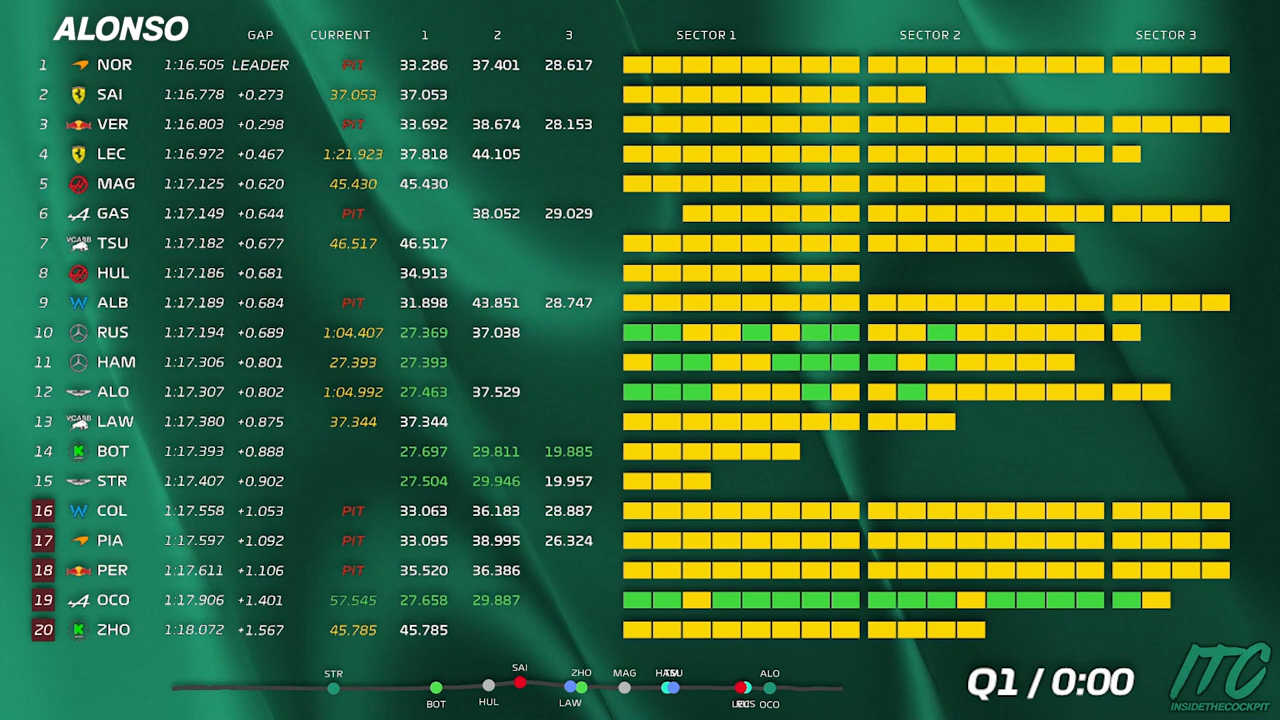 ALONSO GAP CURRENT 1 2 3 SECTOR 1 SECTOR 2 SECTOR 3
1 NOR 1:16.505 LEADER PIT 33.286 37.401 28.617
2 SAI 1:16.778 +0.273 37.053 37.053
3 VER 1:16.803 +0.298 PIT 33.692 38.674 28.153
4 LEC 1:16.972 +0.467 1:21.923 37.818 44.105
5 MAG 1:17.125 +0.620 45.430 45.430
6 GAS 1:17.149 +0.644 PIT 38.052 29.029
7 VCARB TSU 1:17.182 +0.677 46.517 46.517
8 HUL 1:17.186 +0.681 34.913
9 W ALB 1:17.189 +0.684 PIT 31.898 43.851 28.747
10 RUS 1:17.194 +0.689 1:04.407 27.369 37.038
11 HAM 1:17.306 +0.801 27.393 27.393
12 ALO 1:17.307 +0.802 1:04.992 27.463 37.529
13 VCARB LAW 1:17.380 +0.875 37.344 37.344
14 K BOT 1:17.393 +0.888 27.697 29.811 19.885
15 STR 1:17.407 +0.902 27.504 29.946 19.957
16 W COL 1:17.558 +1.053 PIT 33.063 36.183 28.887
17 PIA 1:17.597 +1.092 PIT 33.095 38.995 26.324
18 PER 1:17.611 +1.106 PIT 35.520 36.386
19 OCO 1:17.906 +1.401 57.545 27.658 29.887
20 K ZHO 1:18.072 +1.567 45.785 45.785
STR SAI ZHO MAG ALO
BOT HUL LAW OCO
Q1 / 0:00
ITC
INSIDETHECOCKPIT